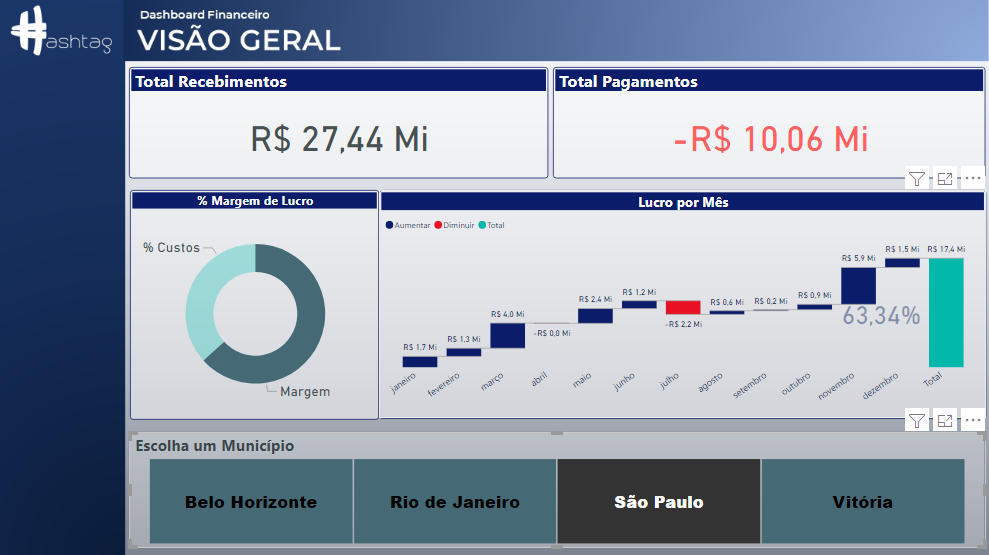 Hashtag
Dashboard Financeiro
VISÃO GERAL
Total Recebimentos
R$ 27,44 Mi
Total Pagamentos
-R$ 10,06 Mi
% Margem de Lucro
% Custos
Margem
Lucro por Mês
Aumentar Diminuir Total
R$ 1,7 Mi
R$ 1,3 Mi
R$ 4,0 Mi
-R$ 0,0 Mi
R$ 2,4 Mi
R$ 1,2 Mi
-R$ 2,2 Mi
R$ 0,6 Mi
R$ 0,2 Mi
R$ 0,9 Mi
R$ 5,9 Mi
R$ 1,5 Mi
R$ 17,4 Mi
63,34%
janeiro
fevereiro
março
abril
maio
junho
julho
agosto
setembro
outubro
novembro
dezembro
Total
Escolha um Município
Belo Horizonte
Rio de Janeiro
São Paulo
Vitória